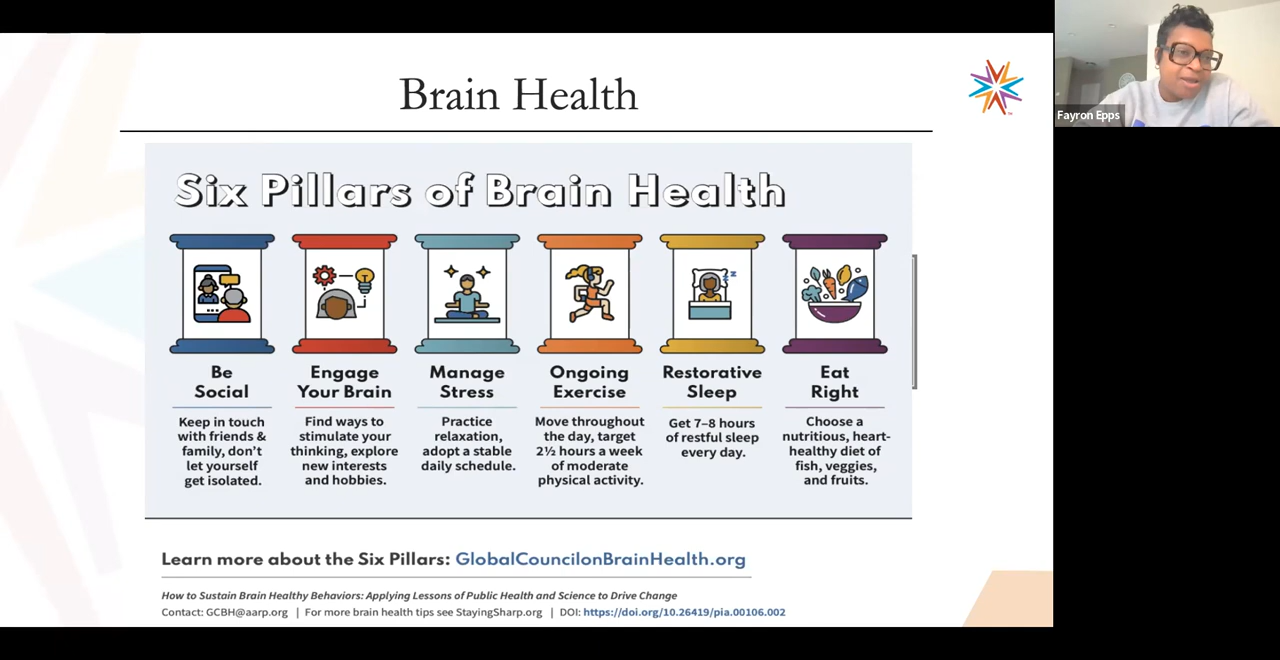 Brain Health
Fayron Epps
Six Pillars of Brain Health
Be
Social
Keep in touch
with friends &
family, don't
let yourself
get isolated.
Engage
Your Brain
Find ways to
stimulate your
thinking, explore
new interests
and hobbies.
Manage
Stress
Practice
relaxation,
adopt a stable
daily schedule.
Ongoing
Exercise
Move throughout
the day, target
2½ hours a week
of moderate
physical activity.
Restorative
Sleep
Get 7–8 hours
of restful sleep
every day.
Eat
Right
Choose a
nutritious, heart-
healthy diet of
fish, veggies,
and fruits.
Learn more about the Six Pillars: GlobalCouncilonBrainHealth.org
How to Sustain Brain Healthy Behaviors: Applying Lessons of Public Health and Science to Drive Change
Contact: GCBH@aarp.org | For more brain health tips see StayingSharp.org | DOI: https://doi.org/10.26419/pia.00106.002